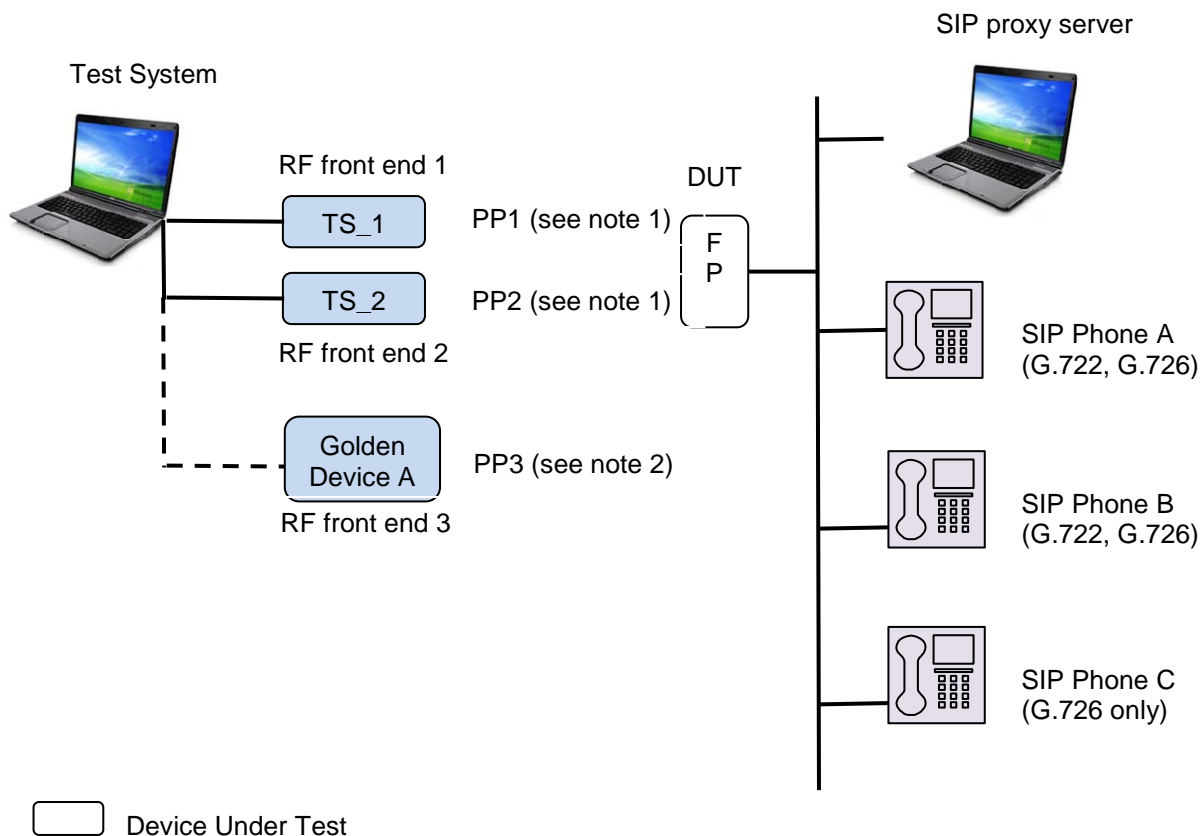 SIP proxy server
Test System
RF front end 1
DUT
TS_1
PP1 (see note 1)
F
P
TS_2
PP2 (see note 1)
RF front end 2
SIP Phone A
(G.722, G.726)
Golden
Device A
PP3 (see note 2)
RF front end 3
SIP Phone B
(G.722, G.726)
SIP Phone C
(G.726 only)
Device Under Test